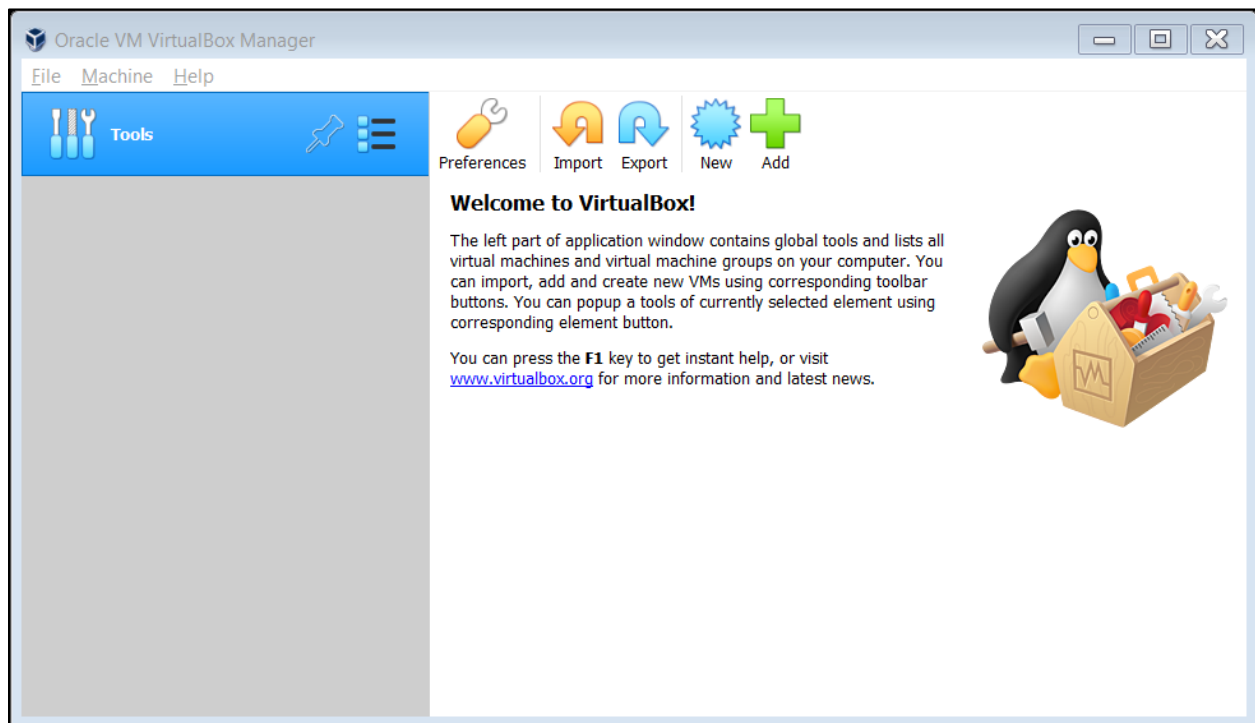 Oracle VM VirtualBox Manager
File Machine Help
Tools
Preferences Import Export New Add
Welcome to VirtualBox!
The left part of application window contains global tools and lists all
virtual machines and virtual machine groups on your computer. You
can import, add and create new VMs using corresponding toolbar
buttons. You can popup a tools of currently selected element using
corresponding element button.
You can press the F1 key to get instant help, or visit
www.virtualbox.org for more information and latest news.